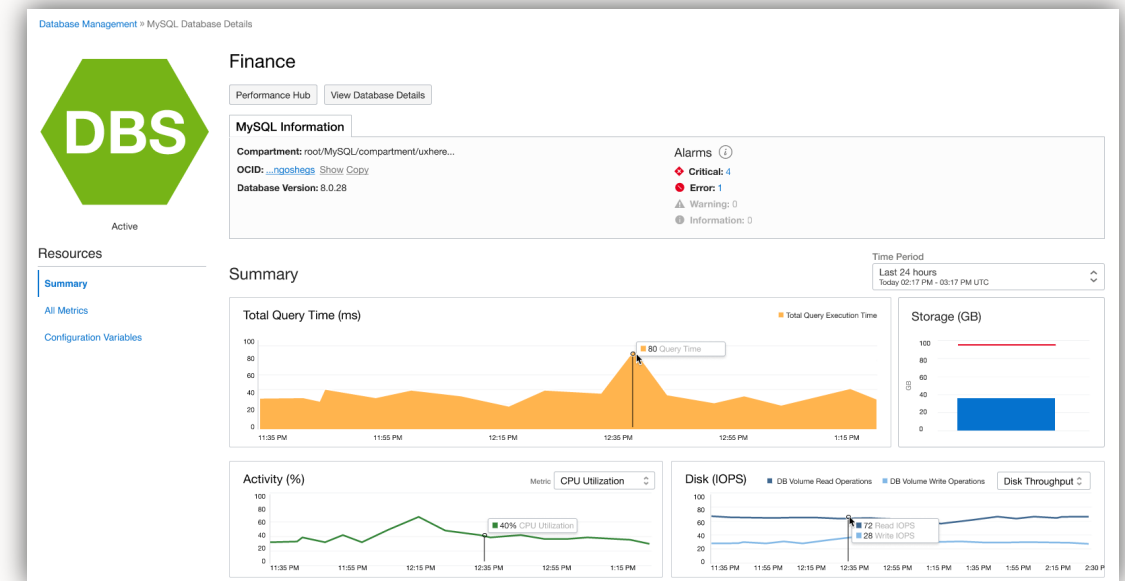 Database Management » MySQL Database Details
DBS
Active
Finance
Performance Hub
View Database Details
MySQL Information
Compartment: root/MySQL/compartment/uxhere...
OCID: ...ngoshegs Show Copy
Database Version: 8.0.28
Alarms i
Critical: 4
Error: 1
Warning: 0
Information: 0
Resources
Summary
All Metrics
Configuration Variables
Summary
Time Period
Last 24 hours
Today 02:17 PM - 03:17 PM UTC
Total Query Time (ms)
Total Query Execution Time
100
80
60
40
20
0
80 Query Time
11:35 PM 11:55 PM 12:15 PM 12:35 PM 12:55 PM 1:15 PM
Storage (GB)
GB
100
80
60
40
20
0
Activity (%)
Metric CPU Utilization
100
80
60
40
20
0
40% CPU Utilization
11:35 PM 11:55 PM 12:15 PM 12:35 PM 12:55 PM 1:15 PM
Disk (IOPS)
DB Volume Read Operations DB Volume Write Operations
Disk Throughput
100
80
60
40
20
0
72 Read IOPS
28 Write IOPS
11:35 PM 11:55 PM 12:15 PM 12:35 PM 12:55 PM 1:15 PM 1:35 PM 1:55 PM 2:15 PM 2:30 P